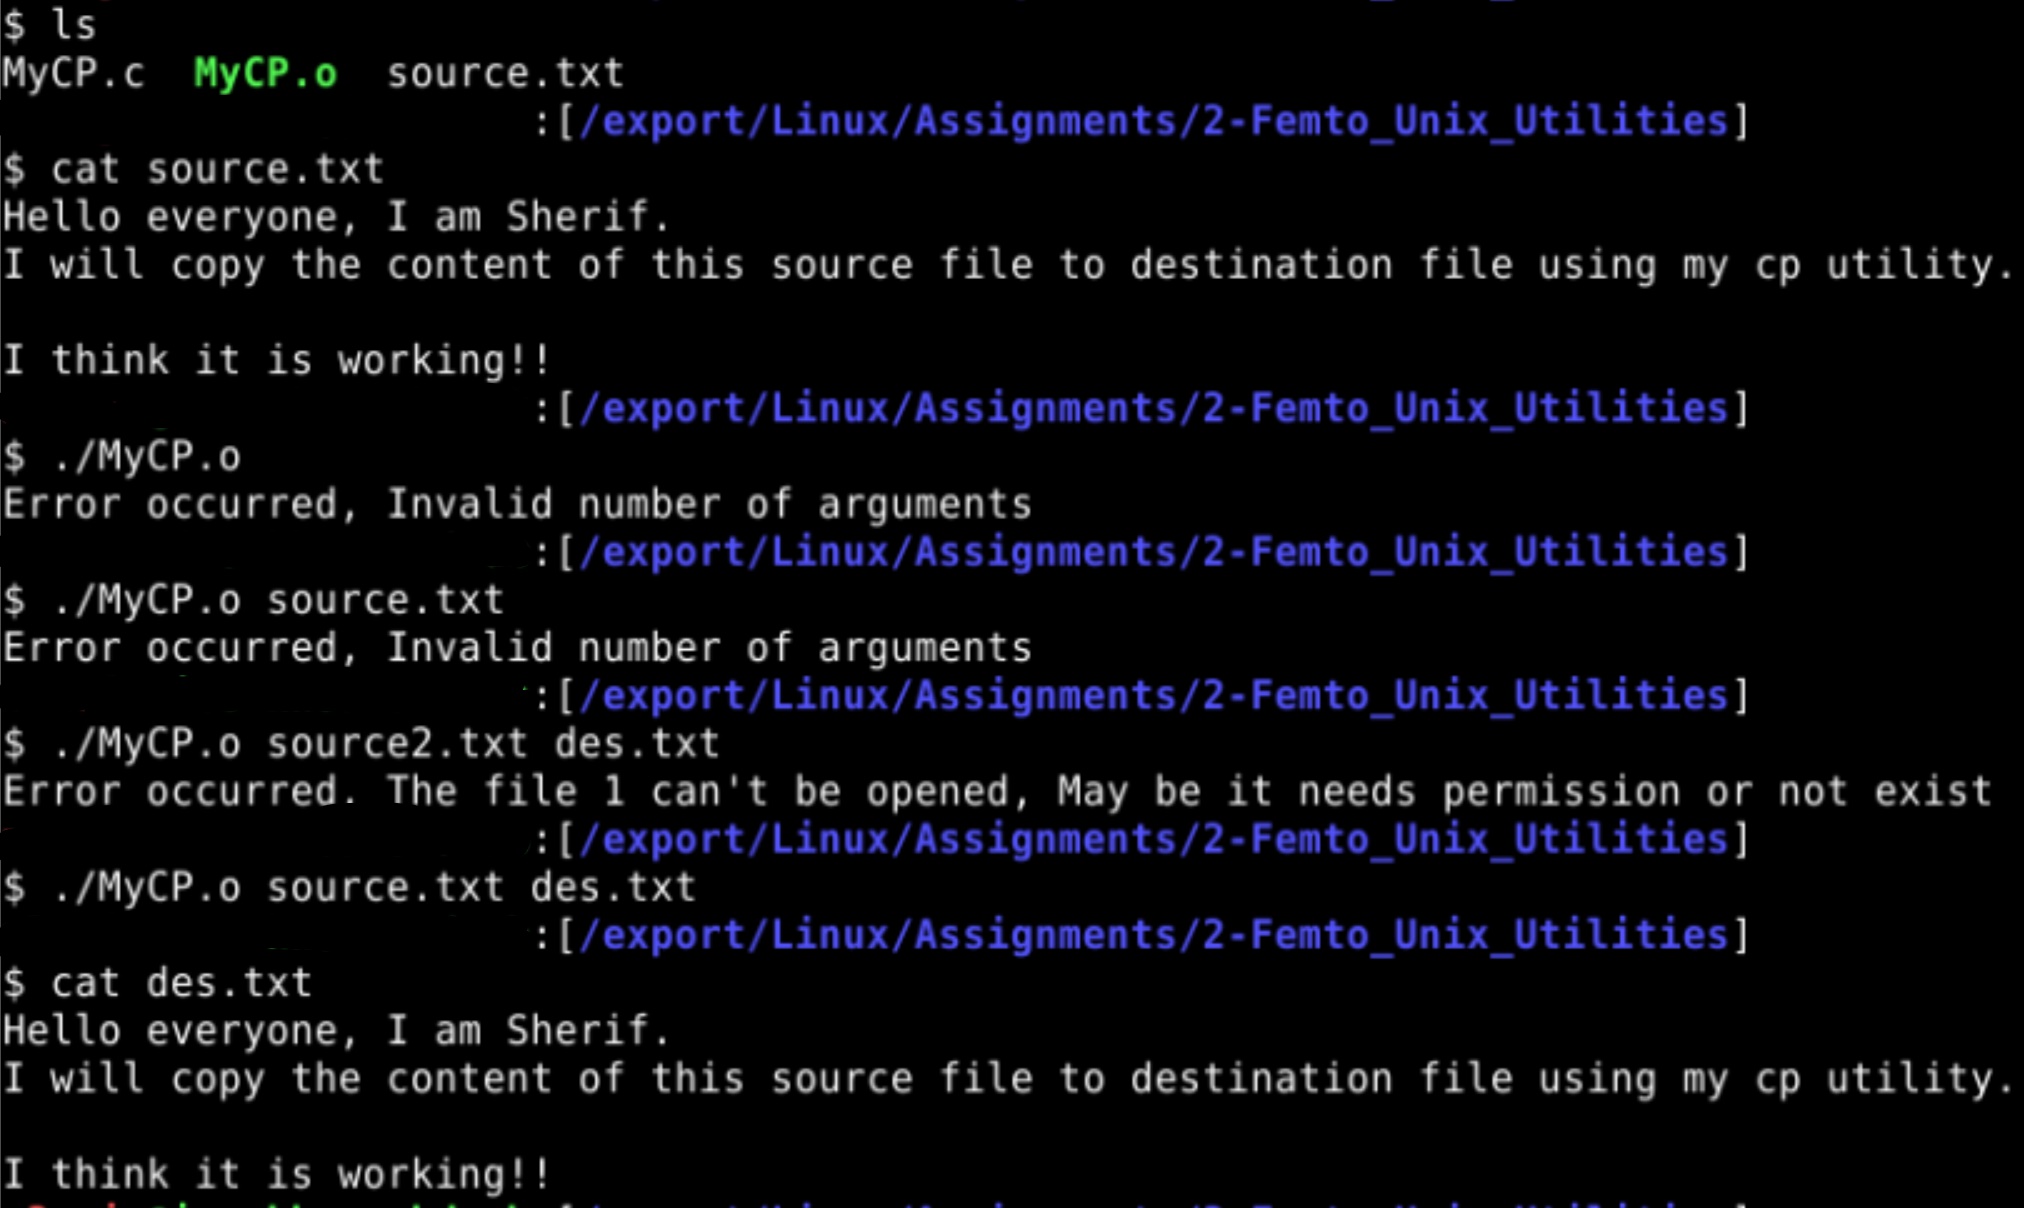 $ ls
MyCP.c  MyCP.o  source.txt
:[/export/Linux/Assignments/2-Femto_Unix_Utilities]
$ cat source.txt
Hello everyone, I am Sherif.
I will copy the content of this source file to destination file using my cp utility.
I think it is working!!
:[/export/Linux/Assignments/2-Femto_Unix_Utilities]
$ ./MyCP.o
Error occurred, Invalid number of arguments
:[/export/Linux/Assignments/2-Femto_Unix_Utilities]
$ ./MyCP.o source.txt
Error occurred, Invalid number of arguments
:[/export/Linux/Assignments/2-Femto_Unix_Utilities]
$ ./MyCP.o source2.txt des.txt
Error occurred. The file 1 can't be opened, May be it needs permission or not exist
:[/export/Linux/Assignments/2-Femto_Unix_Utilities]
$ ./MyCP.o source.txt des.txt
:[/export/Linux/Assignments/2-Femto_Unix_Utilities]
$ cat des.txt
Hello everyone, I am Sherif.
I will copy the content of this source file to destination file using my cp utility.
I think it is working!!